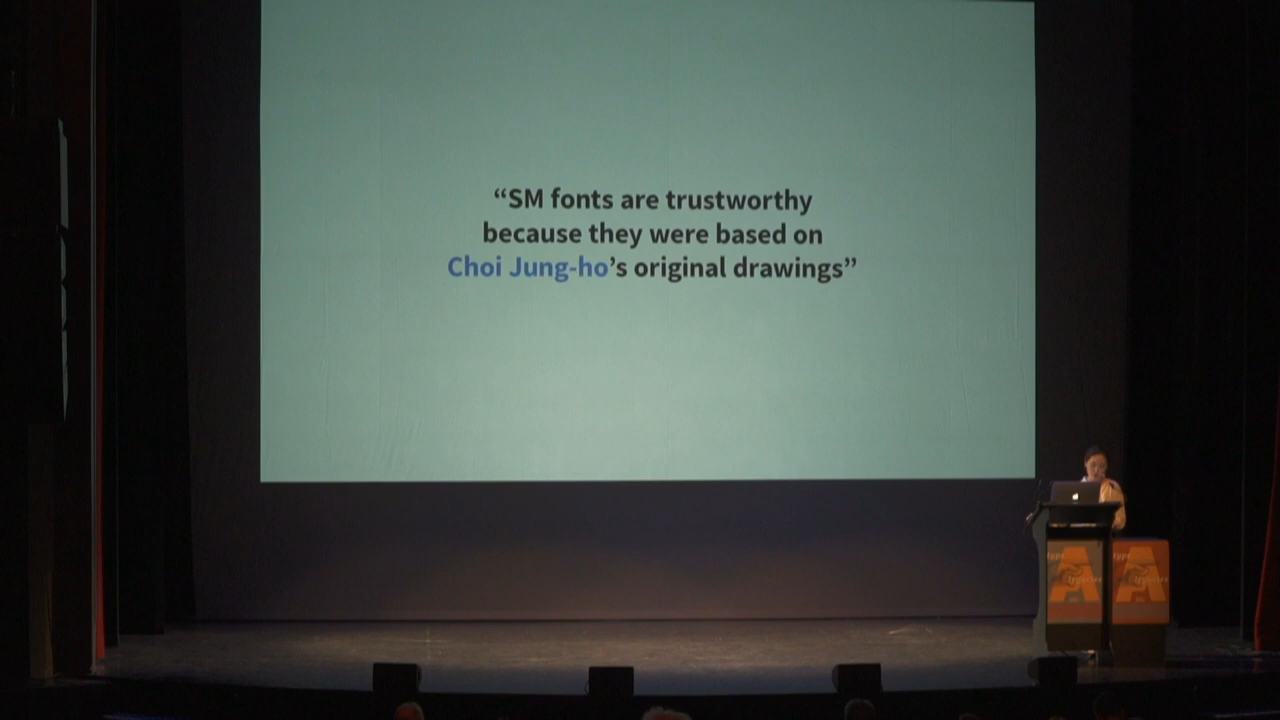 “SM fonts are trustworthy
because they were based on
Choi Jung-ho’s original drawings”